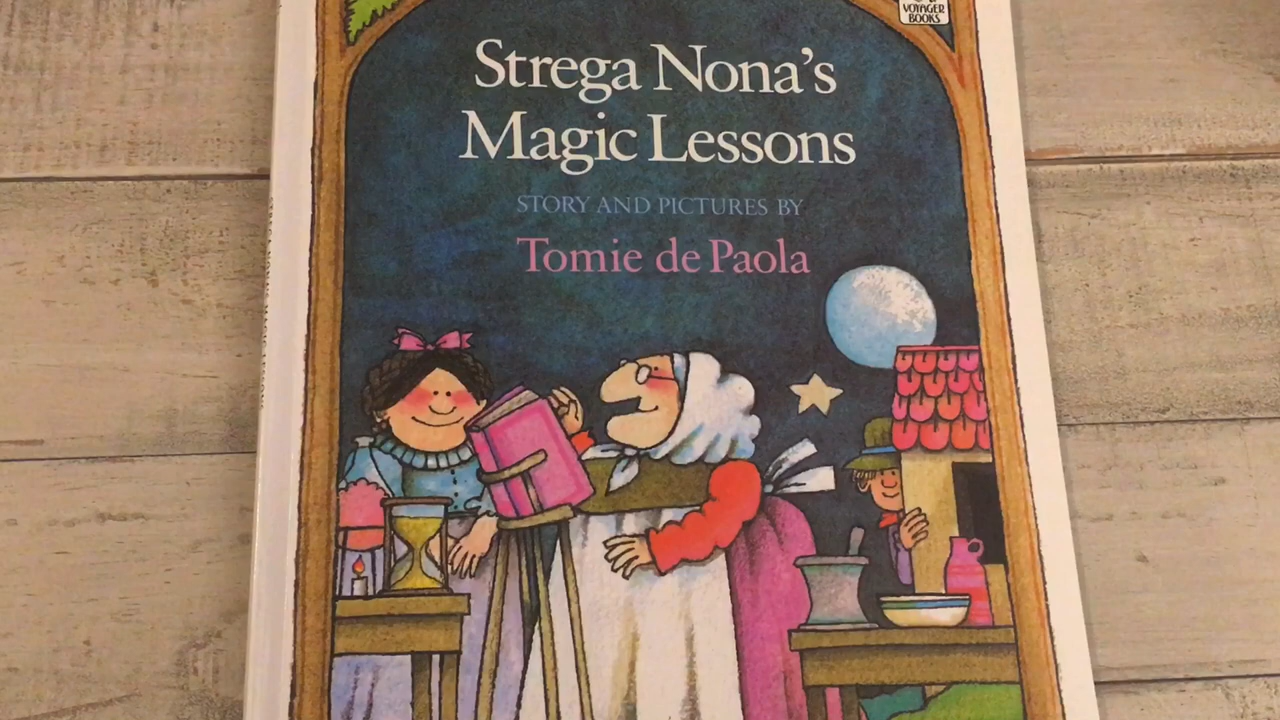 VOYAGER
BOOKS
Strega Nona's
Magic Lessons
STORY AND PICTURES BY
Tomie de Paola